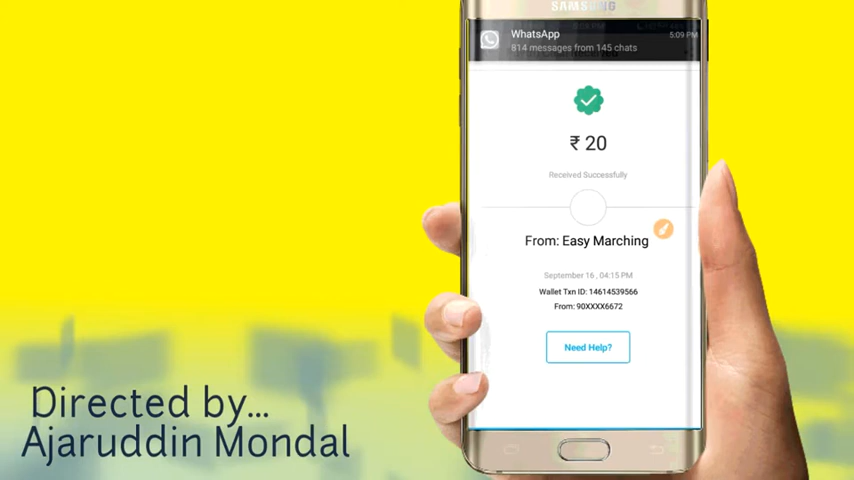 SAMSUNG
WhatsApp
5:09 PM
814 messages from 145 chats
₹ 20
Received Successfully
From: Easy Marching
September 16 , 04:15 PM
Wallet Txn ID: 14614539566
From: 90XXXX6672
Need Help?
Directed by...
Ajaruddin Mondal